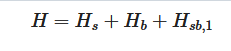 H = H_s + H_b + H_{sb,1}